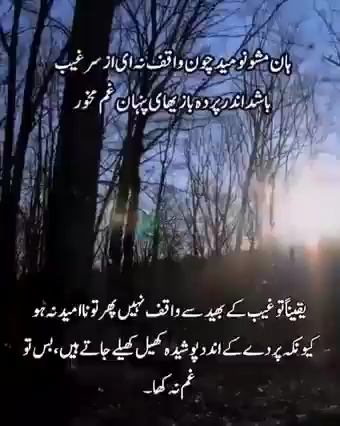 ہان مشو نومید چون واقف نہ ای از سر غیب
باشد اندر پردہ بازیهای پنہان غم مخور
یقیناً تو غیب کے بھید سے واقف نہیں پھر تو نا امید نہ ہو
کیونکہ پردے کے اندر پوشیدہ کھیل کھیلے جاتے ہیں، بس تو
غم نہ کھا۔